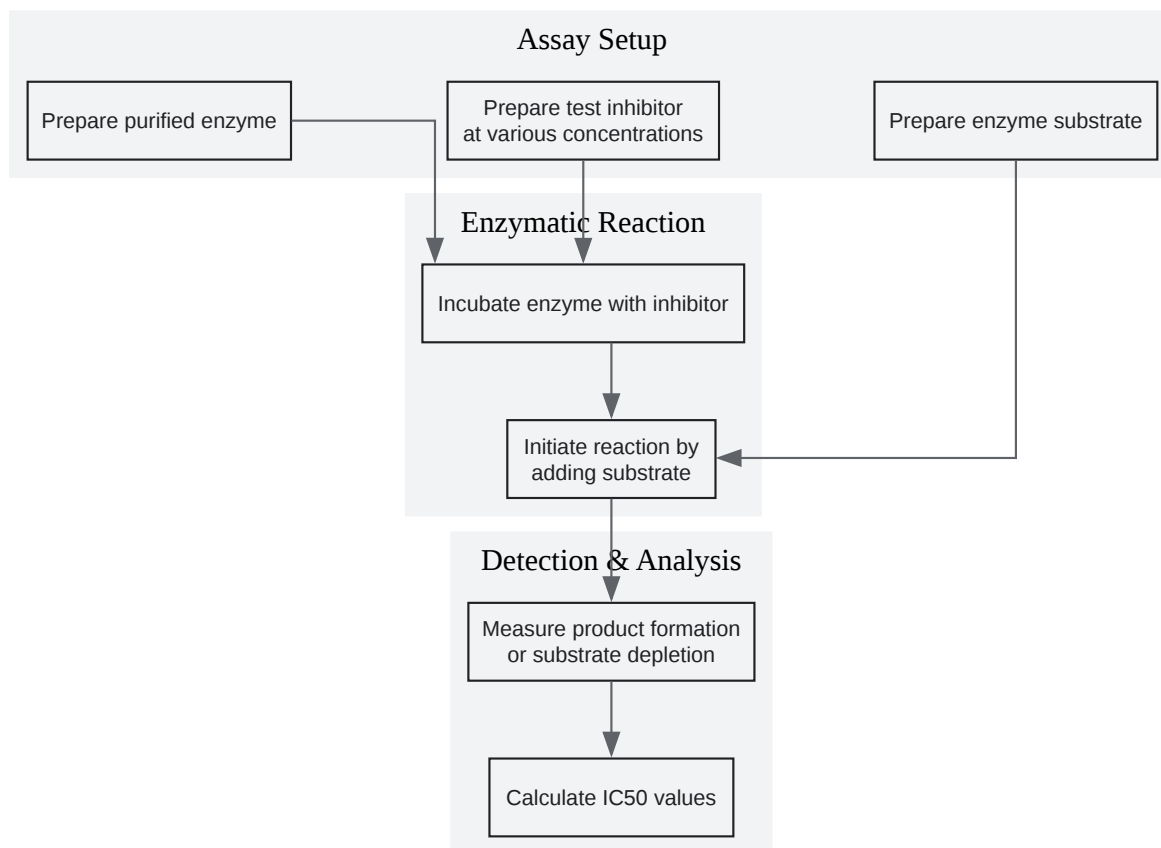 Assay Setup
Prepare purified enzyme
Prepare test inhibitor
at various concentrations
Prepare enzyme substrate
Enzymatic Reaction
Incubate enzyme with inhibitor
Initiate reaction by
adding substrate
Detection & Analysis
Measure product formation
or substrate depletion
Calculate IC50 values